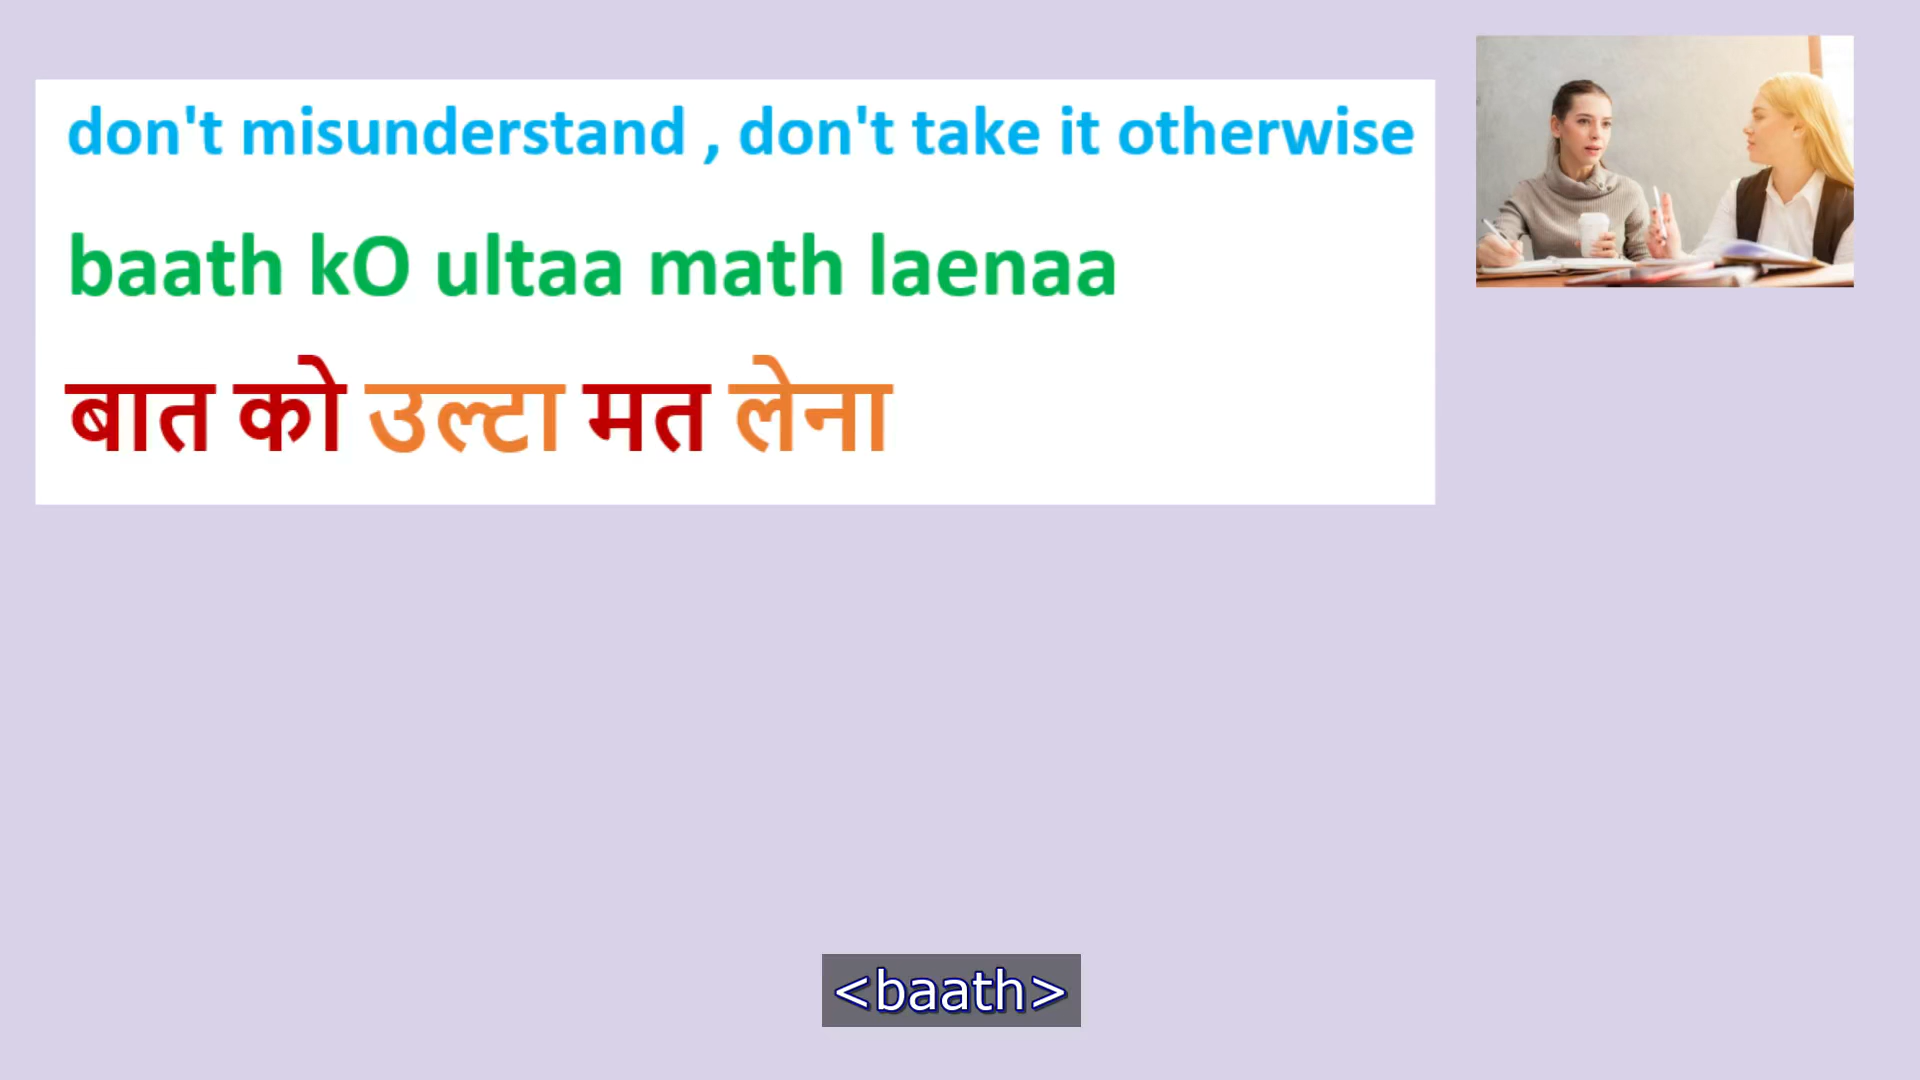 don't misunderstand , don't take it otherwise
baath kO ultaa math laenaa
बात को उल्टा मत लेना
<baath>